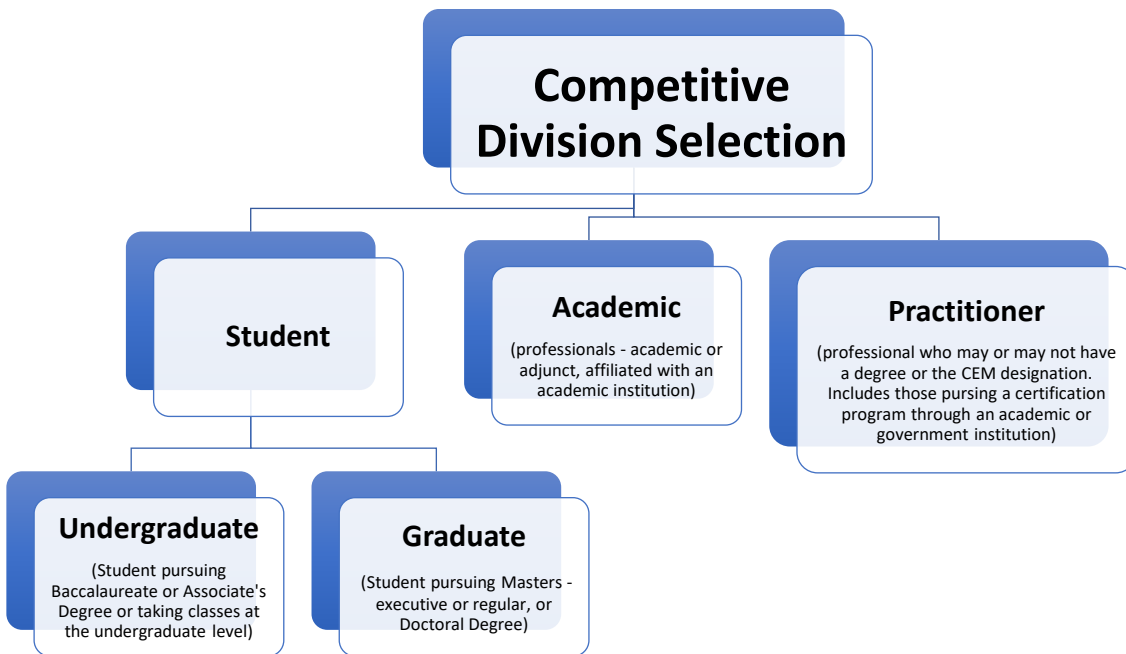 Competitive
Division Selection
Student
Academic
(professionals - academic or
adjunct, affiliated with an
academic institution)
Practitioner
(professional who may or may not have
a degree or the CEM designation.
Includes those pursing a certification
program through an academic or
government institution)
Undergraduate
(Student pursuing
Baccalaureate or Associate's
Degree or taking classes at
the undergraduate level)
Graduate
(Student pursuing Masters -
executive or regular, or
Doctoral Degree)